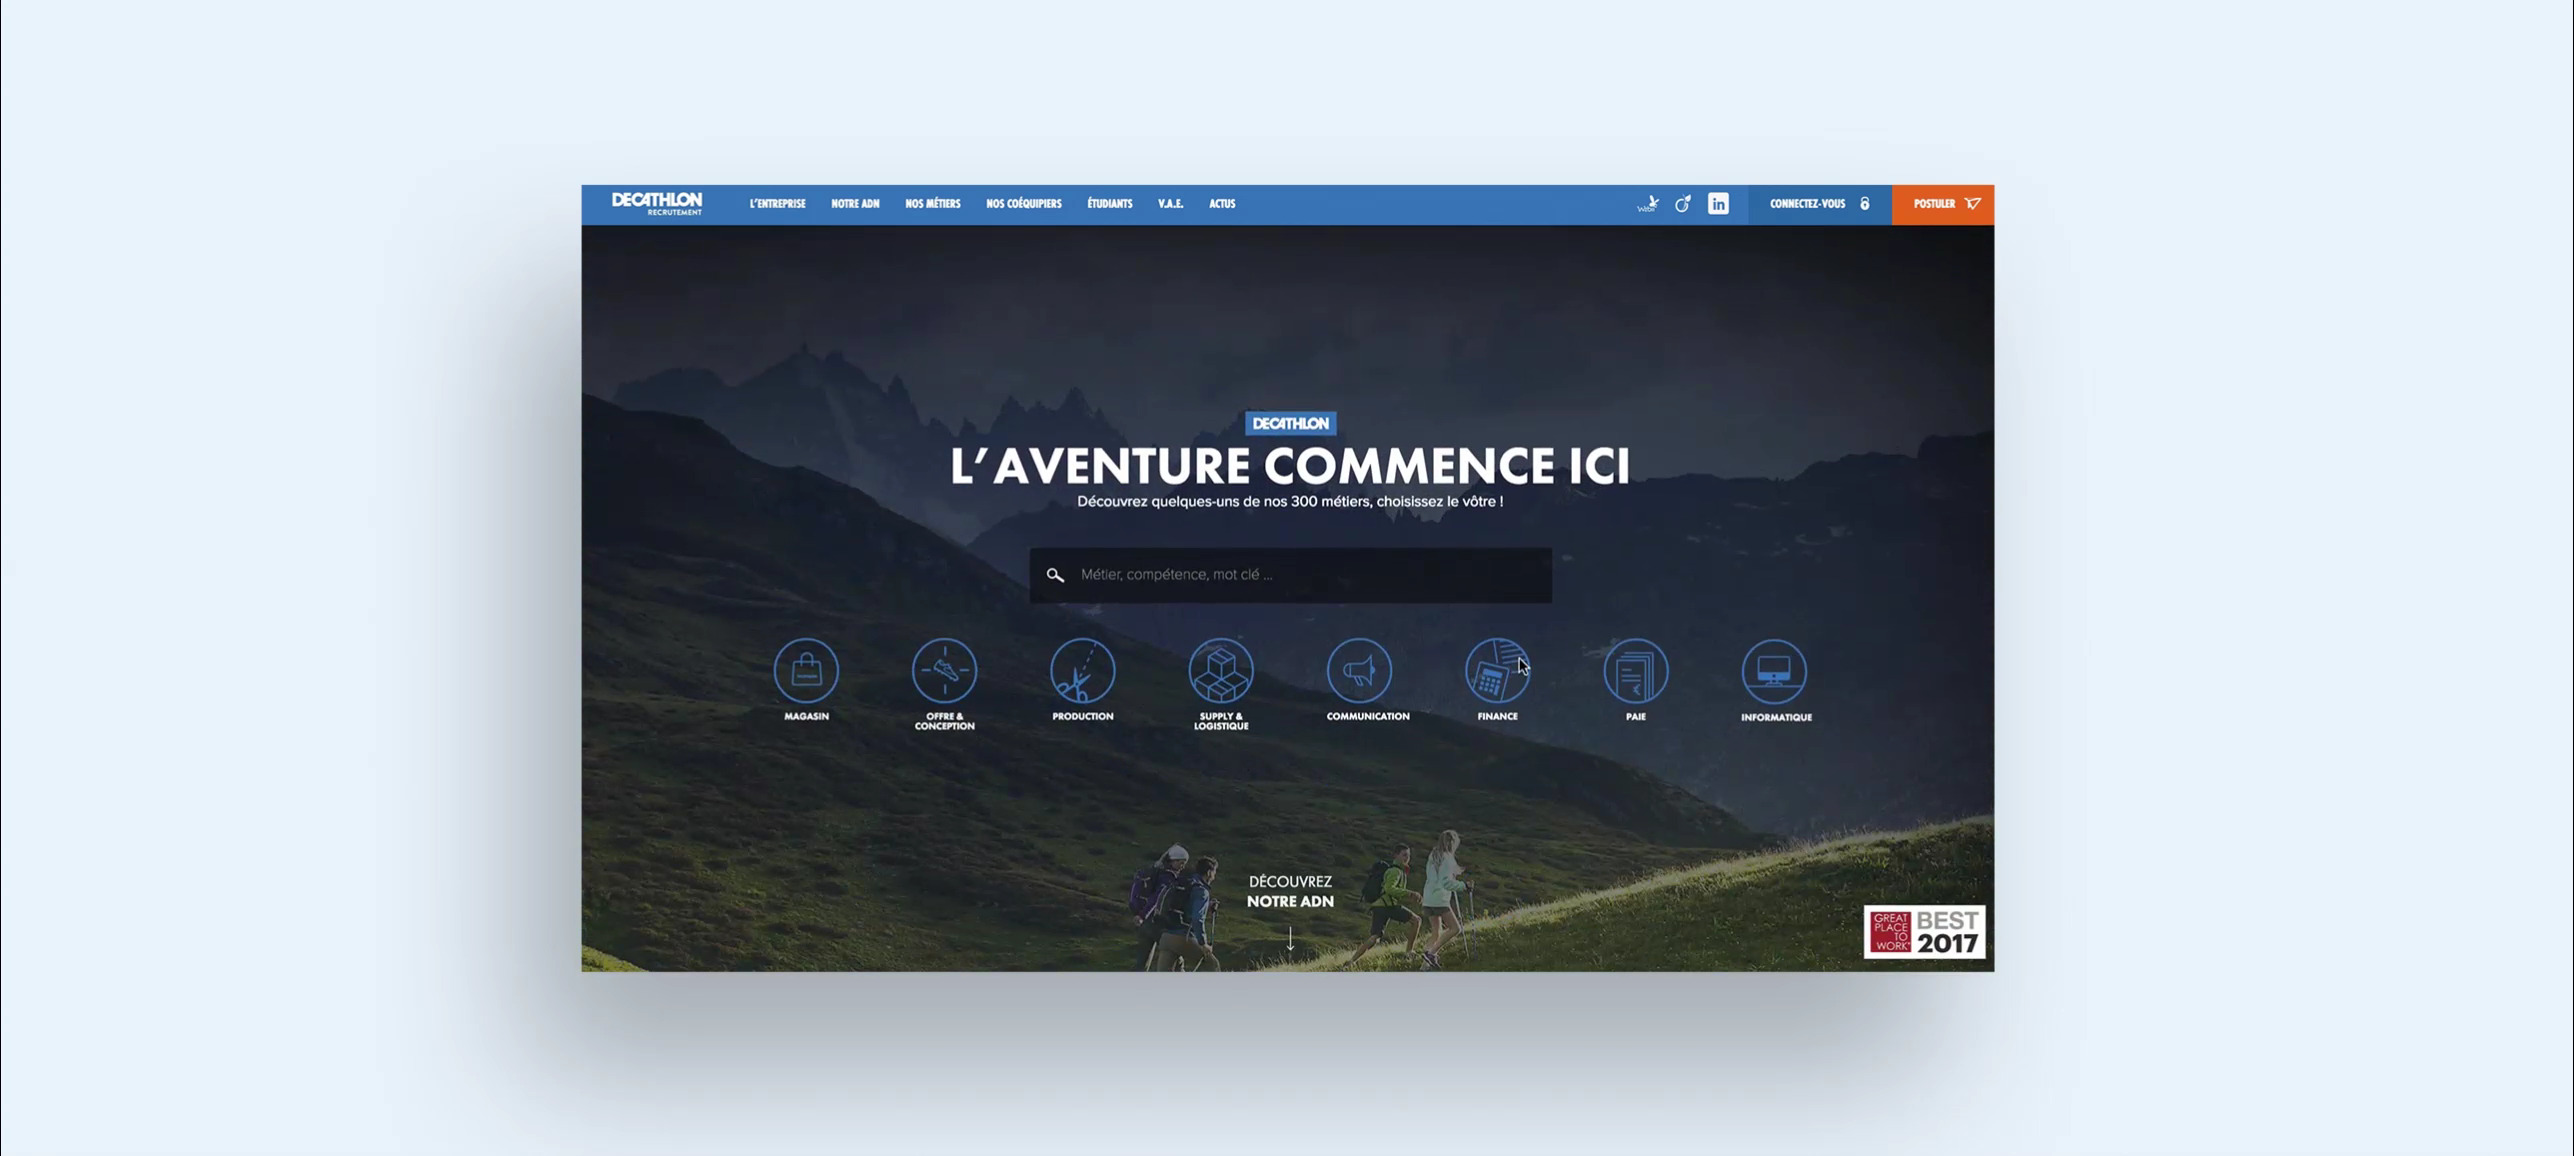 DECATHLON
RECRUTEMENT
L'ENTREPRISE
NOTRE ADN
NOS MÉTIERS
NOS COÉQUIPIERS
ÉTUDIANTS
V.A.E.
ACTUS
in
CONNECTEZ-VOUS
POSTULER
DECATHLON
L'AVENTURE COMMENCE ICI
Découvrez quelques-uns de nos 300 métiers, choisissez le vôtre !
Métier, compétence, mot clé ...
MAGASIN
OFFRE &
CONCEPTION
PRODUCTION
SUPPLY &
LOGISTIQUE
COMMUNICATION
FINANCE
PAIE
INFORMATIQUE
DÉCOUVREZ
NOTRE ADN
GREAT
PLACE
TO
WORK
BEST
2017